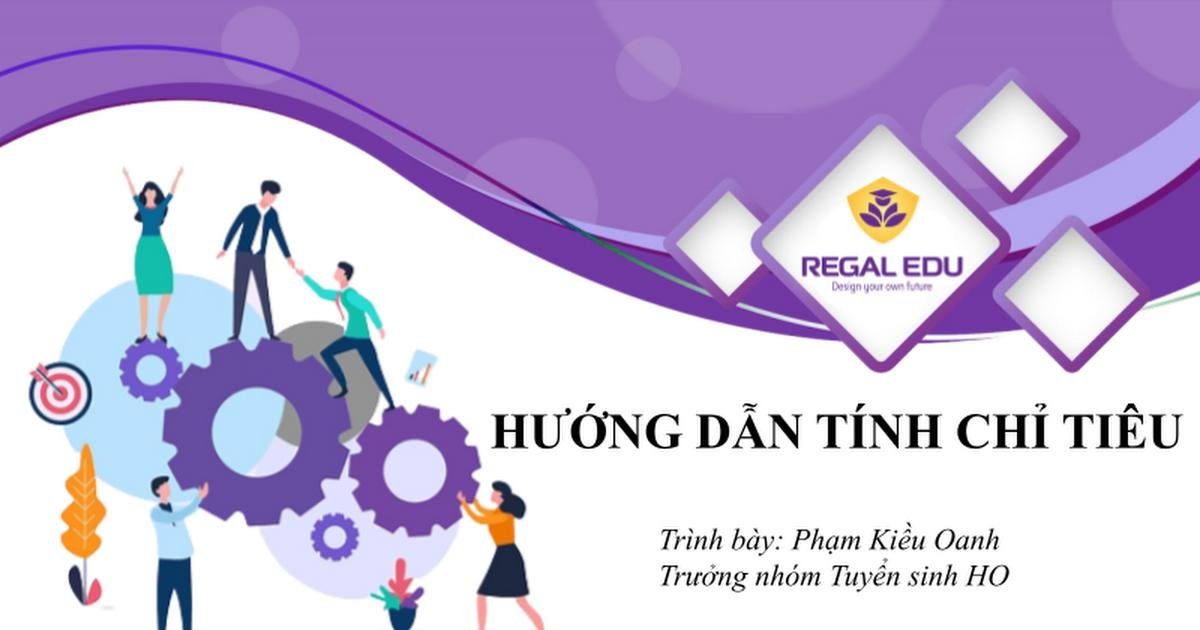 REGAL EDU
Design your own future
HƯỚNG DẪN TÍNH CHỈ TIÊU
Trình bày: Phạm Kiều Oanh
Trưởng nhóm Tuyển sinh HO